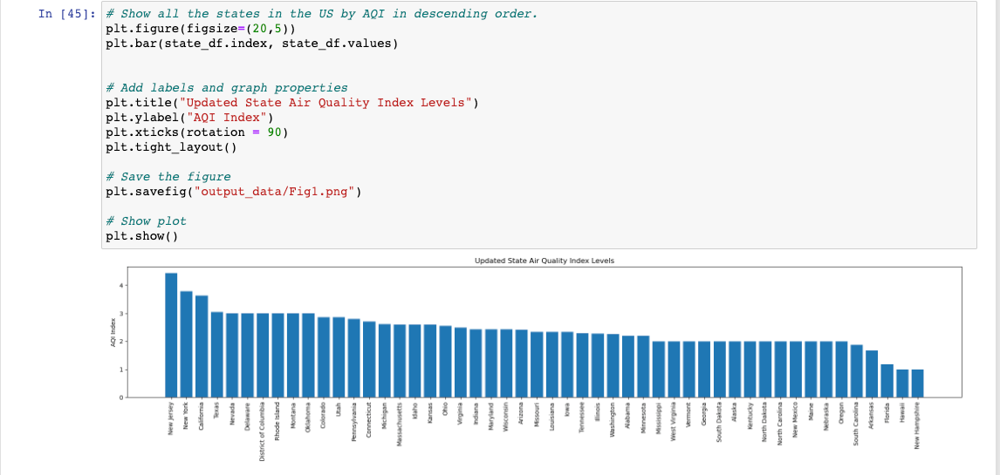 In [45]: # Show all the states in the US by AQI in descending order.
plt.figure(figsize=(20,5))
plt.bar(state_df.index, state_df.values)
# Add labels and graph properties
plt.title("Updated State Air Quality Index Levels")
plt.ylabel("AQI Index")
plt.xticks(rotation = 90)
plt.tight_layout()
# Save the figure
plt.savefig("output_data/Fig1.png")
# Show plot
plt.show()
Updated State Air Quality Index Levels
AQI Index
4
3
2
1
0
New Jersey
New York
California
Texas
Nevada
Delaware
District of Columbia
Rhode Island
Montana
Oklahoma
Colorado
Utah
Pennsylvania
Connecticut
Michigan
Massachusetts
Idaho
Kansas
Ohio
Virginia
Indiana
Maryland
Wisconsin
Arizona
Missouri
Louisiana
Iowa
Tennessee
Illinois
Washington
Alabama
Minnesota
Mississippi
West Virginia
Vermont
Georgia
South Dakota
Alaska
Kentucky
North Dakota
North Carolina
New Mexico
Maine
Nebraska
Oregon
South Carolina
Arkansas
Florida
Hawaii
New Hampshire